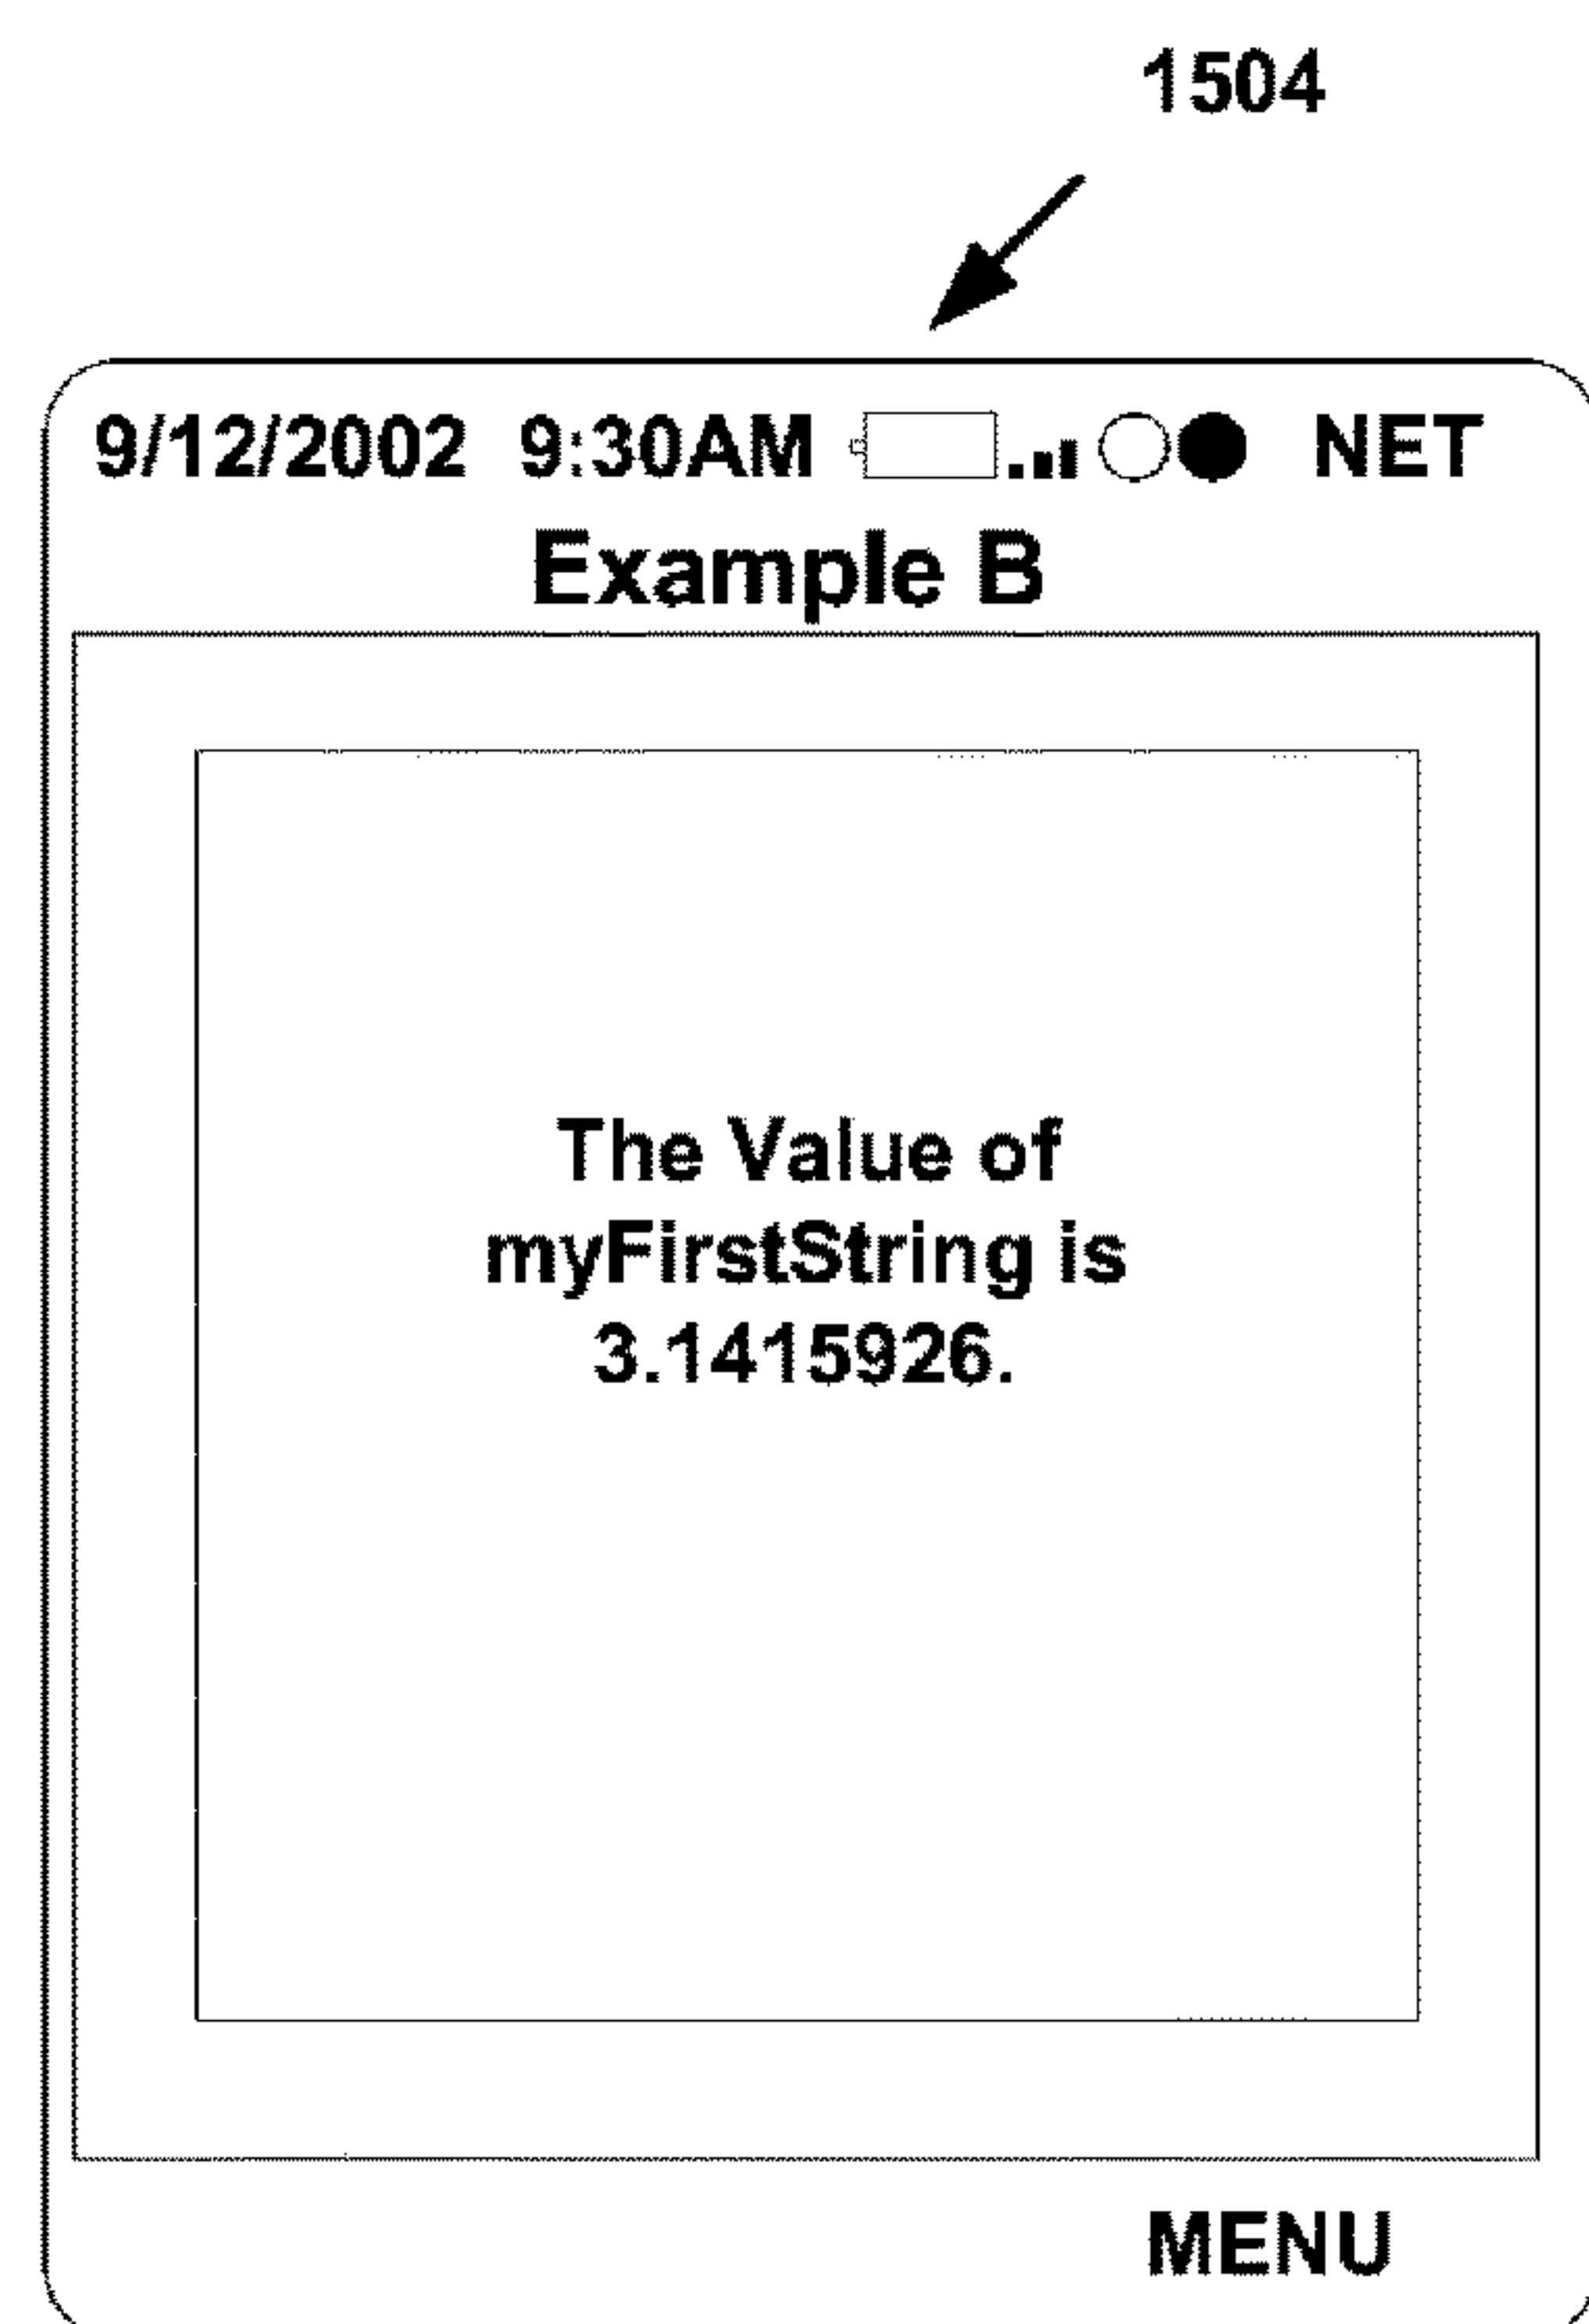 1504
9/12/2002 9:30AM NET
Example B
The Value of
myFirstString is
3.1415926.
MENU